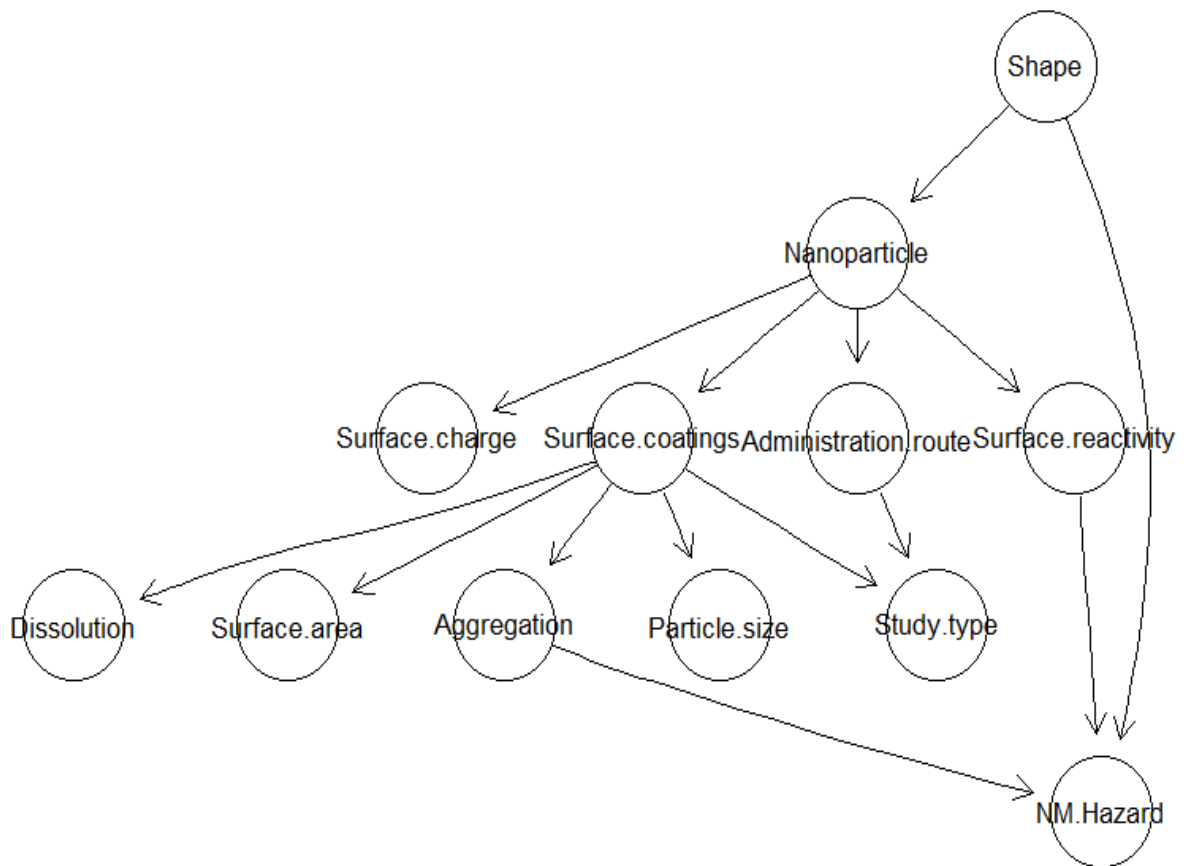 Shape
Nanoparticle
Surface.charge
Surface.coatings
Administration.route
Surface.reactivity
Dissolution
Surface.area
Aggregation
Particle.size
Study.type
NM.Hazard